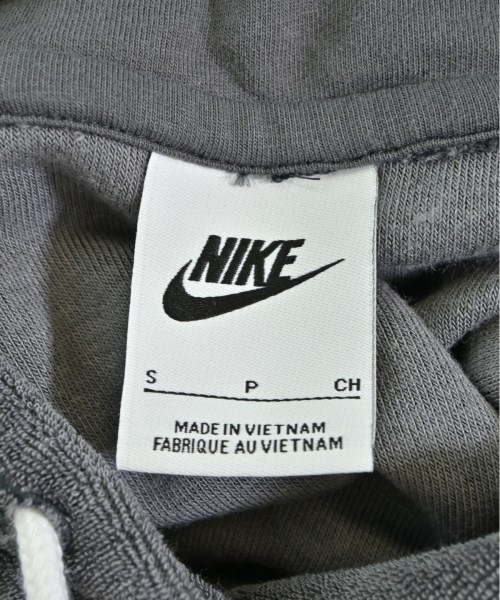 NIKE
S P CH
MADE IN VIETNAM
FABRIQUE AU VIETNAM